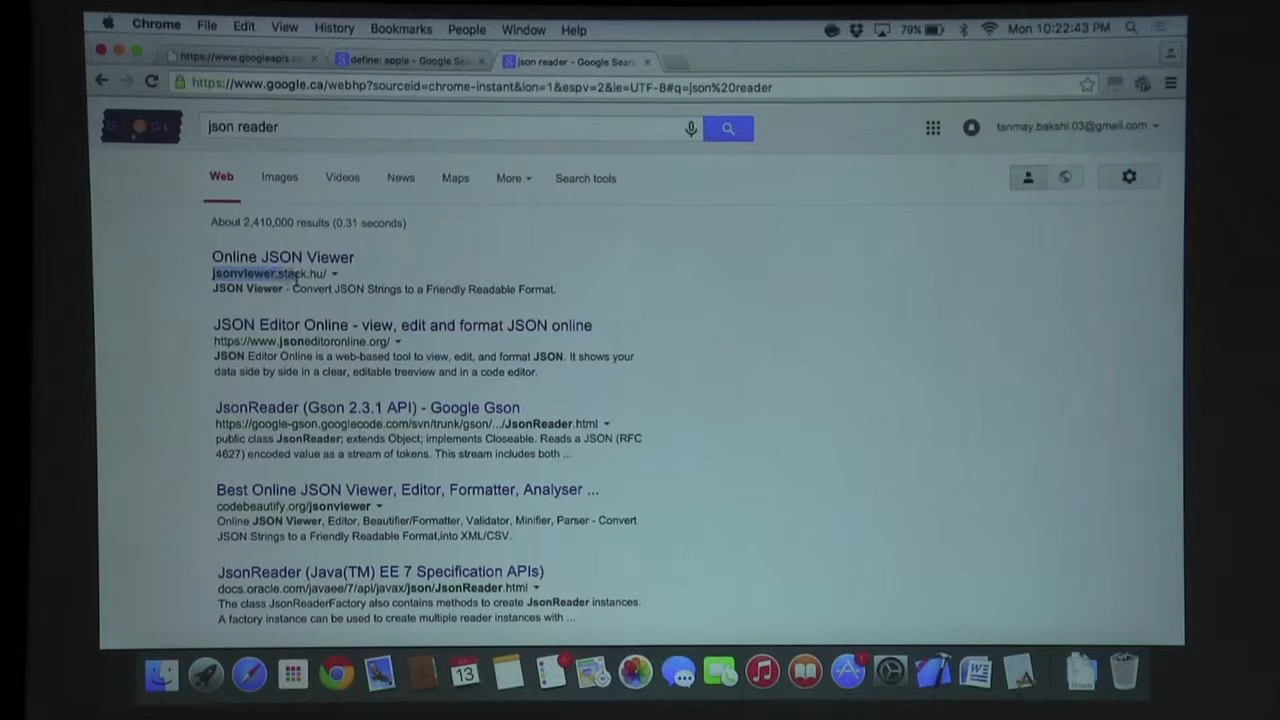 Chrome File Edit View History Bookmarks People Window Help 79% Mon 10:22:43 PM
https://www.googleapis.co define: apple - Google Sea json reader - Google Searc
https://www.google.ca/webhp?sourceid=chrome-instant&ion=1&espv=2&ie=UTF-8#q=json%20reader
json reader tanmay.bakshi.03@gmail.com
Web Images Videos News Maps More Search tools
About 2,410,000 results (0.31 seconds)
Online JSON Viewer
jsonviewer.stack.hu/
JSON Viewer - Convert JSON Strings to a Friendly Readable Format.
JSON Editor Online - view, edit and format JSON online
https://www.jsoneditoronline.org/
JSON Editor Online is a web-based tool to view, edit, and format JSON. It shows your
data side by side in a clear, editable treeview and in a code editor.
JsonReader (Gson 2.3.1 API) - Google Gson
https://google-gson.googlecode.com/svn/trunk/gson/.../JsonReader.html
public class JsonReader; extends Object; implements Closeable. Reads a JSON (RFC
4627) encoded value as a stream of tokens. This stream includes both ...
Best Online JSON Viewer, Editor, Formatter, Analyser ...
codebeautify.org/jsonviewer
Online JSON Viewer, Editor, Beautifier/Formatter, Validator, Minifier, Parser - Convert
JSON Strings to a Friendly Readable Format,into XML/CSV.
JsonReader (Java(TM) EE 7 Specification APIs)
docs.oracle.com/javaee/7/api/javax/json/JsonReader.html
The class JsonReaderFactory also contains methods to create JsonReader instances.
A factory instance can be used to create multiple reader instances with ...
13